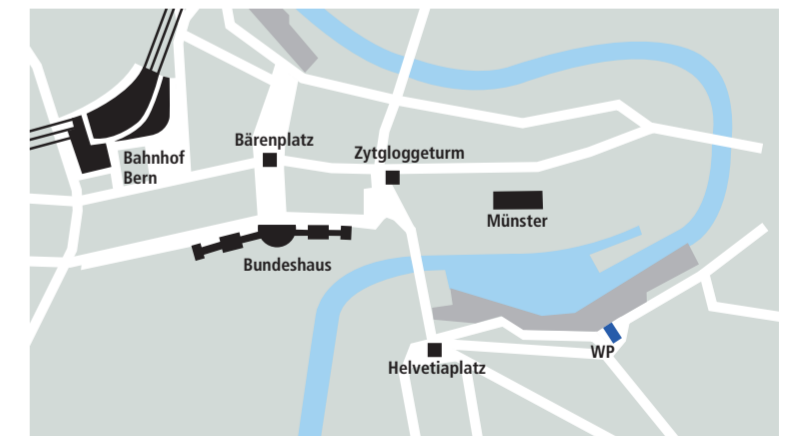 Bärenplatz
Zytgloggeturm
Bahnhof
Bern
Münster
Bundeshaus
WP
Helvetiaplatz